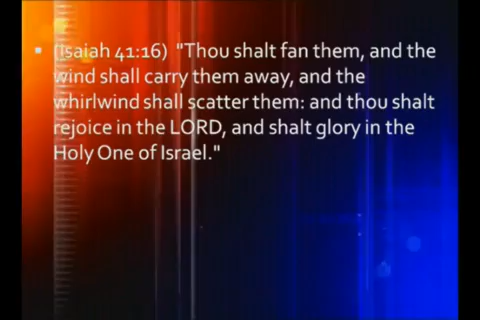 ▪ (Isaiah 41:16) "Thou shalt fan them, and the
wind shall carry them away, and the
whirlwind shall scatter them: and thou shalt
rejoice in the LORD, and shalt glory in the
Holy One of Israel."